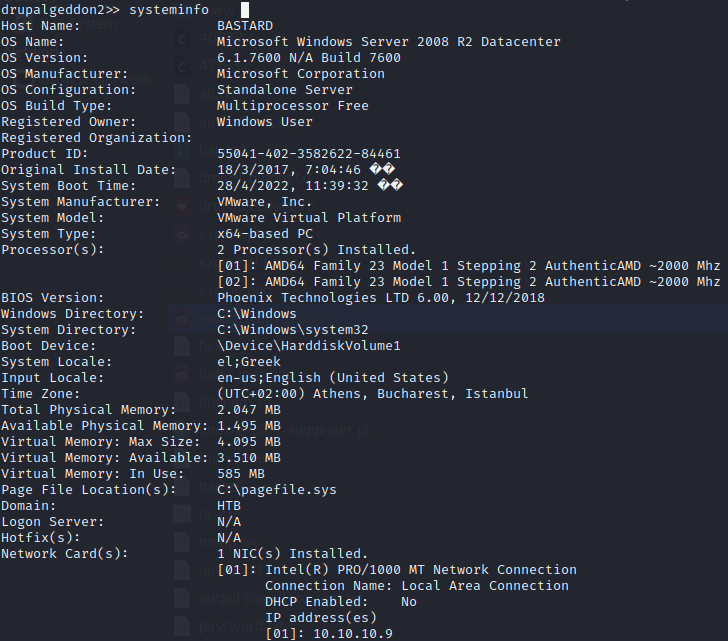 drupalgeddon2>> systeminfo
Host Name: BASTARD
OS Name: Microsoft Windows Server 2008 R2 Datacenter
OS Version: 6.1.7600 N/A Build 7600
OS Manufacturer: Microsoft Corporation
OS Configuration: Standalone Server
OS Build Type: Multiprocessor Free
Registered Owner: Windows User
Registered Organization:
Product ID: 55041-402-3582622-84461
Original Install Date: 18/3/2017, 7:04:46 ��
System Boot Time: 28/4/2022, 11:39:32 ��
System Manufacturer: VMware, Inc.
System Model: VMware Virtual Platform
System Type: x64-based PC
Processor(s): 2 Processor(s) Installed.
[01]: AMD64 Family 23 Model 1 Stepping 2 AuthenticAMD ~2000 Mhz
[02]: AMD64 Family 23 Model 1 Stepping 2 AuthenticAMD ~2000 Mhz
BIOS Version: Phoenix Technologies LTD 6.00, 12/12/2018
Windows Directory: C:\Windows
System Directory: C:\Windows\system32
Boot Device: \Device\HarddiskVolume1
System Locale: el;Greek
Input Locale: en-us;English (United States)
Time Zone: (UTC+02:00) Athens, Bucharest, Istanbul
Total Physical Memory: 2.047 MB
Available Physical Memory: 1.495 MB
Virtual Memory: Max Size: 4.095 MB
Virtual Memory: Available: 3.510 MB
Virtual Memory: In Use: 585 MB
Page File Location(s): C:\pagefile.sys
Domain: HTB
Logon Server: N/A
Hotfix(s): N/A
Network Card(s): 1 NIC(s) Installed.
[01]: Intel(R) PRO/1000 MT Network Connection
Connection Name: Local Area Connection
DHCP Enabled: No
IP address(es)
[01]: 10.10.10.9